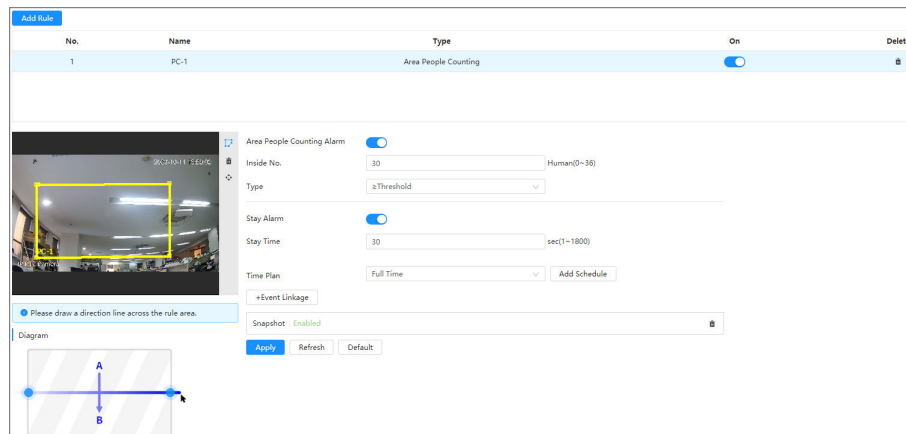 Add Rule
No. Name Type On Delet
1 PC-1 Area People Counting
Area People Counting Alarm
Inside No. 30 Human(0~36)
Type ≥Threshold
Stay Alarm
Stay Time 30 sec(1~1800)
PC-1
Time Plan Full Time Add Schedule
+Event Linkage
Please draw a direction line across the rule area.
Snapshot Enabled
Diagram
Apply Refresh Default
A
B